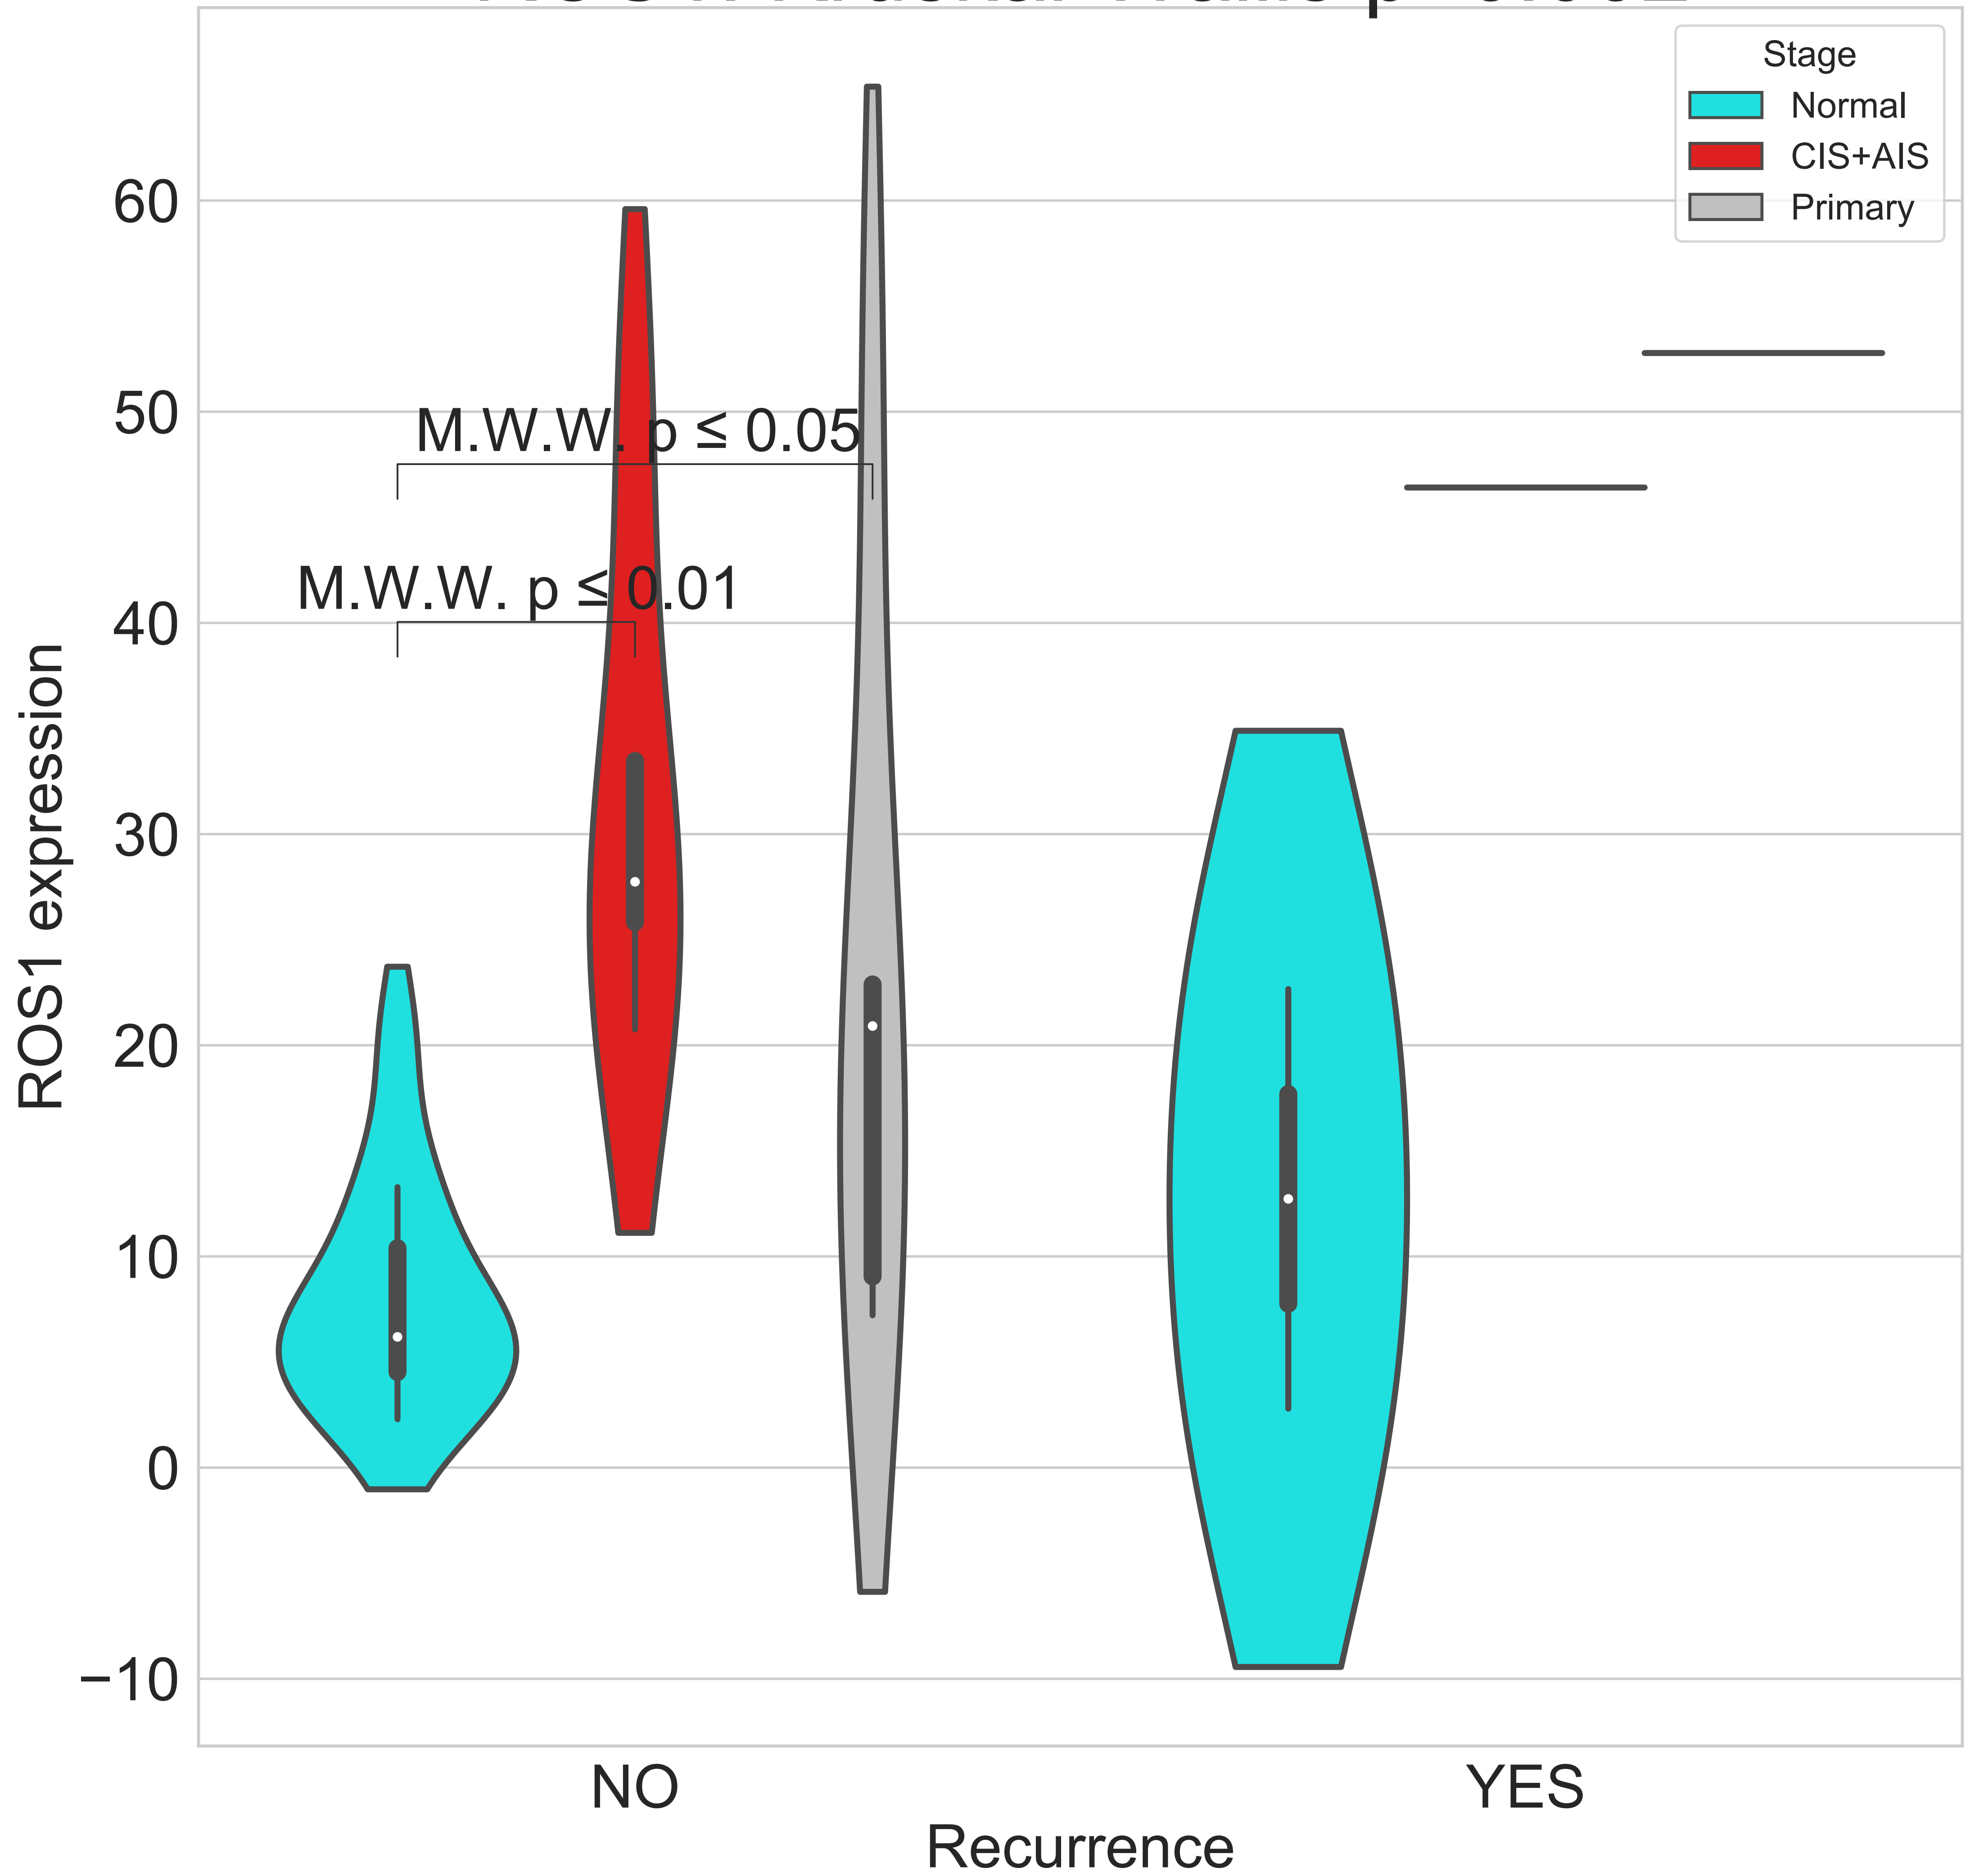 Stage
Normal
CIS+AIS
Primary
60
50
40
30
20
10
0
−10
ROS1 expression
M.W.W. p ≤ 0.05
M.W.W. p ≤ 0.01
NO
YES
Recurrence